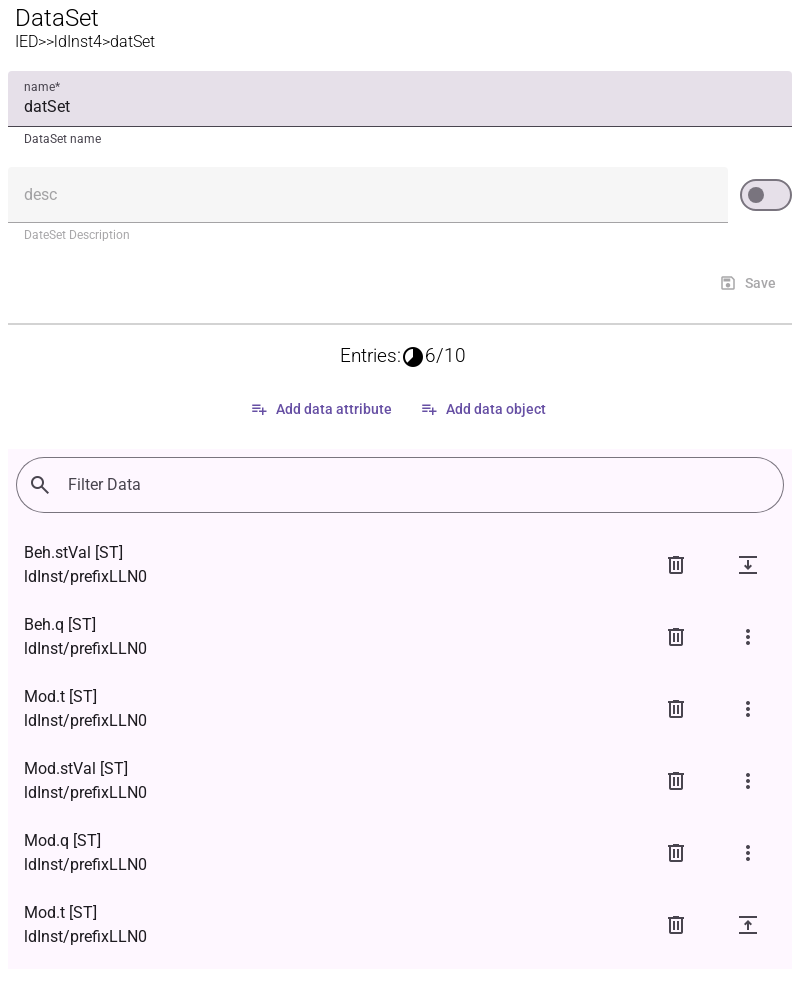 DataSet
IED>>ldInst4>datSet
name*
datSet
DataSet name
desc
DateSet Description
Save
Entries: 6/10
Add data attribute Add data object
Filter Data
Beh.stVal [ST]
ldInst/prefixLLN0
Beh.q [ST]
ldInst/prefixLLN0
Mod.t [ST]
ldInst/prefixLLN0
Mod.stVal [ST]
ldInst/prefixLLN0
Mod.q [ST]
ldInst/prefixLLN0
Mod.t [ST]
ldInst/prefixLLN0